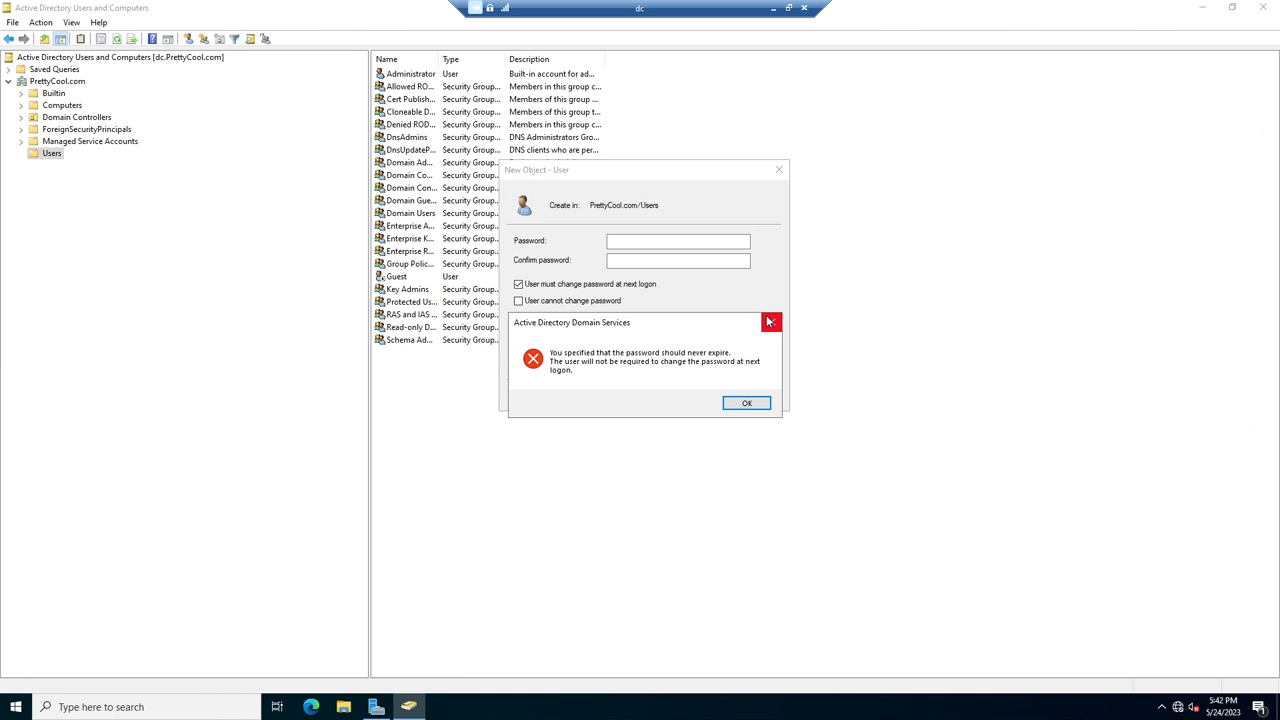 Active Directory Users and Computers
dc
File Action View Help
Active Directory Users and Computers [dc.PrettyCool.com]
Saved Queries
PrettyCool.com
Builtin
Computers
Domain Controllers
ForeignSecurityPrincipals
Managed Service Accounts
Users
Name Type Description
Administrator User Built-in account for ad...
Allowed RO... Security Group... Members in this group c...
Cert Publish... Security Group... Members of this group ...
Cloneable D... Security Group... Members of this group t...
Denied ROD... Security Group... Members in this group c...
DnsAdmins Security Group... DNS Administrators Gro...
DnsUpdateP... Security Group... DNS clients who are per...
Domain Ad... Security Group...
Domain Co... Security Group...
Domain Con... Security Group...
Domain Gue... Security Group...
Domain Users Security Group...
Enterprise A... Security Group...
Enterprise K... Security Group...
Enterprise R... Security Group...
Group Polic... Security Group...
Guest User
Key Admins Security Group...
Protected Us... Security Group...
RAS and IAS ... Security Group...
Read-only D... Security Group...
Schema Ad... Security Group...
New Object - User
Create in: PrettyCool.com/Users
Password:
Confirm password:
User must change password at next logon
User cannot change password
Active Directory Domain Services
You specified that the password should never expire.
The user will not be required to change the password at next
logon.
OK
Type here to search
5:42 PM
5/24/2023
1